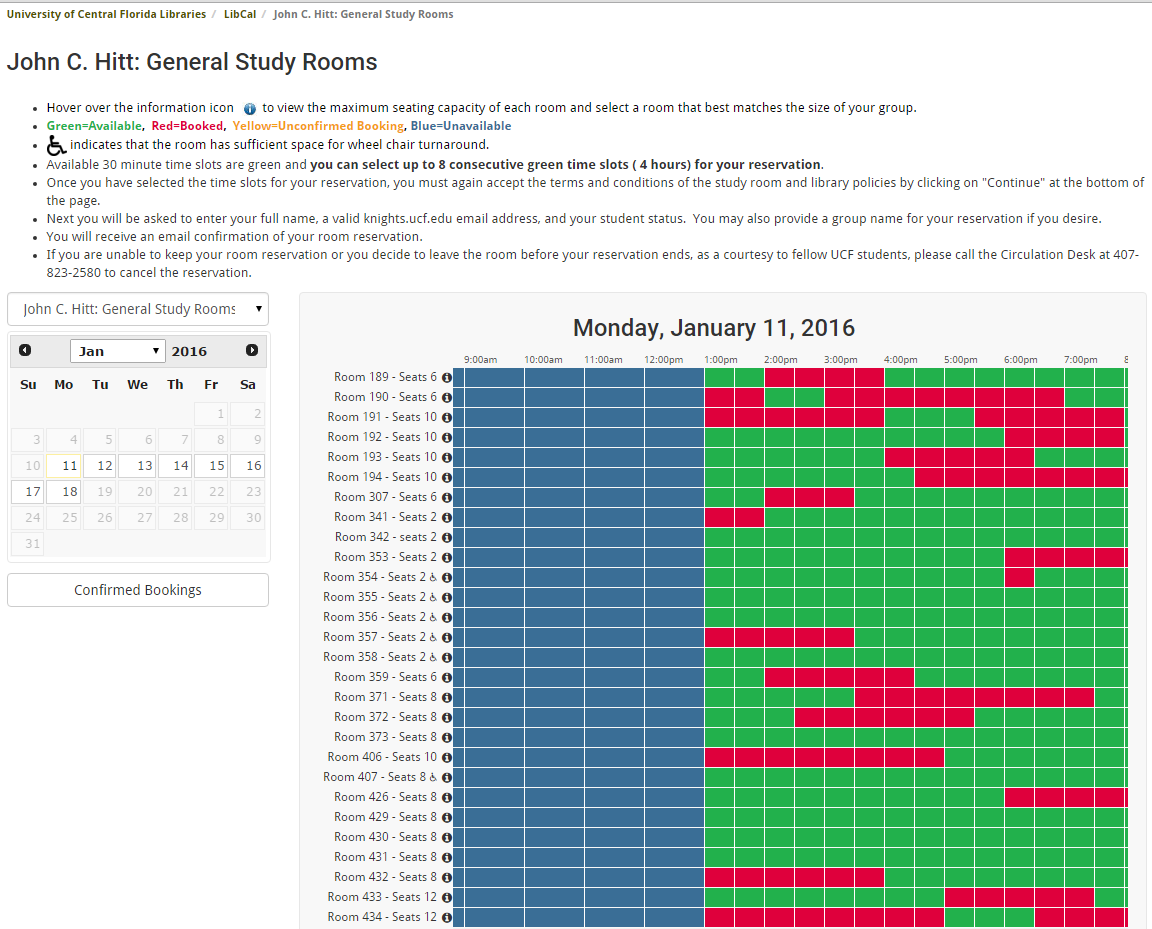 University of Central Florida Libraries / LibCal / John C. Hitt: General Study Rooms
John C. Hitt: General Study Rooms
Hover over the information icon to view the maximum seating capacity of each room and select a room that best matches the size of your group.
Green=Available, Red=Booked, Yellow=Unconfirmed Booking, Blue=Unavailable
indicates that the room has sufficient space for wheel chair turnaround.
Available 30 minute time slots are green and you can select up to 8 consecutive green time slots ( 4 hours) for your reservation.
Once you have selected the time slots for your reservation, you must again accept the terms and conditions of the study room and library policies by clicking on "Continue" at the bottom of
the page.
Next you will be asked to enter your full name, a valid knights.ucf.edu email address, and your student status. You may also provide a group name for your reservation if you desire.
You will receive an email confirmation of your room reservation.
If you are unable to keep your room reservation or you decide to leave the room before your reservation ends, as a courtesy to fellow UCF students, please call the Circulation Desk at 407-
823-2580 to cancel the reservation.
John C. Hitt: General Study Rooms
Jan 2016
Su Mo Tu We Th Fr Sa
1 2
3 4 5 6 7 8 9
10 11 12 13 14 15 16
17 18 19 20 21 22 23
24 25 26 27 28 29 30
31
Confirmed Bookings
Monday, January 11, 2016
9:00am 10:00am 11:00am 12:00pm 1:00pm 2:00pm 3:00pm 4:00pm 5:00pm 6:00pm 7:00pm 8
Room 189 - Seats 6
Room 190 - Seats 6
Room 191 - Seats 10
Room 192 - Seats 10
Room 193 - Seats 10
Room 194 - Seats 10
Room 307 - Seats 6
Room 341 - Seats 2
Room 342 - seats 2
Room 353 - Seats 2
Room 354 - Seats 2
Room 355 - Seats 2
Room 356 - Seats 2
Room 357 - Seats 2
Room 358 - Seats 2
Room 359 - Seats 6
Room 371 - Seats 8
Room 372 - Seats 8
Room 373 - Seats 8
Room 406 - Seats 10
Room 407 - Seats 8
Room 426 - Seats 8
Room 429 - Seats 8
Room 430 - Seats 8
Room 431 - Seats 8
Room 432 - Seats 8
Room 433 - Seats 12
Room 434 - Seats 12